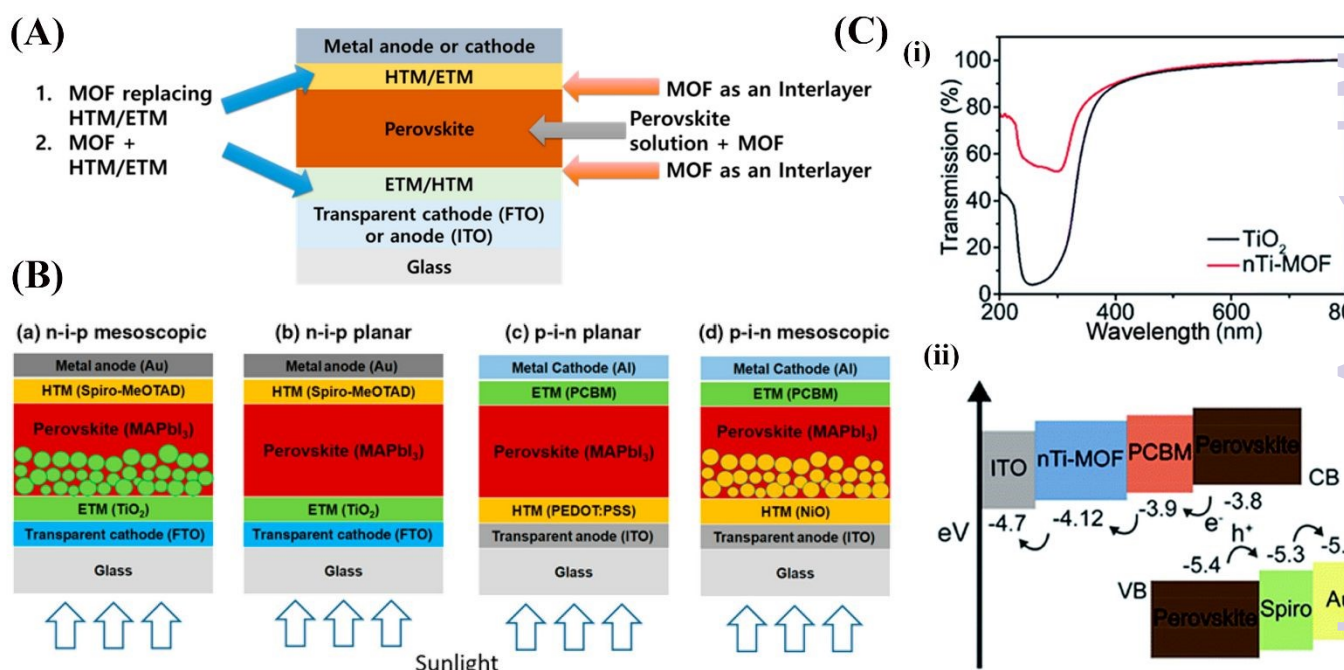 (A)
Metal anode or cathode
HTM/ETM
Perovskite
ETM/HTM
Transparent cathode (FTO)
or anode (ITO)
Glass
1. MOF replacing
HTM/ETM
2. MOF +
HTM/ETM
MOF as an Interlayer
Perovskite
solution + MOF
MOF as an Interlayer
(B)
(a) n-i-p mesoscopic
Metal anode (Au)
HTM (Spiro-MeOTAD)
Perovskite (MAPbI₃)
ETM (TiO₂)
Transparent cathode (FTO)
Glass
(b) n-i-p planar
Metal anode (Au)
HTM (Spiro-MeOTAD)
Perovskite (MAPbI₃)
ETM (TiO₂)
Transparent cathode (FTO)
Glass
(c) p-i-n planar
Metal Cathode (Al)
ETM (PCBM)
Perovskite (MAPbI₃)
HTM (PEDOT:PSS)
Transparent anode (ITO)
Glass
(d) p-i-n mesoscopic
Metal Cathode (Al)
ETM (PCBM)
Perovskite (MAPbI₃)
HTM (NiO)
Transparent anode (ITO)
Glass
Sunlight
(C)
(i)
Transmission (%)
100
80
60
40
20
0
TiO₂
nTi-MOF
200 400 600
Wavelength (nm)
(ii)
eV
ITO
nTi-MOF
PCBM
Perovskite
CB
-4.7
-4.12
-3.9
-3.8
e⁻
h⁺
-5.4
-5.3
VB
Perovskite
Spiro